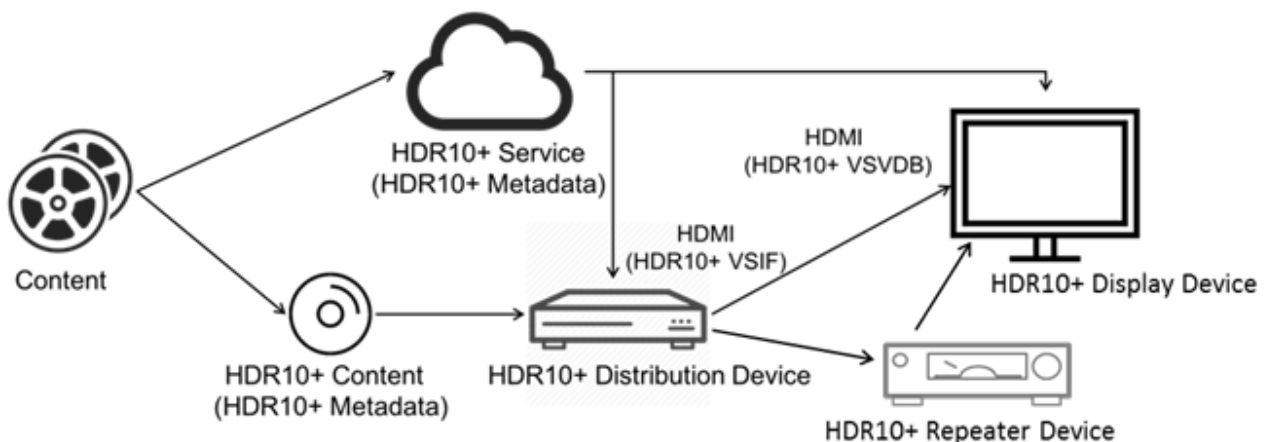 HDR10+ Service
(HDR10+ Metadata)
HDMI
(HDR10+ VSVDB)
HDMI
(HDR10+ VSIF)
Content
HDR10+ Display Device
HDR10+ Content
(HDR10+ Metadata)
HDR10+ Distribution Device
HDR10+ Repeater Device